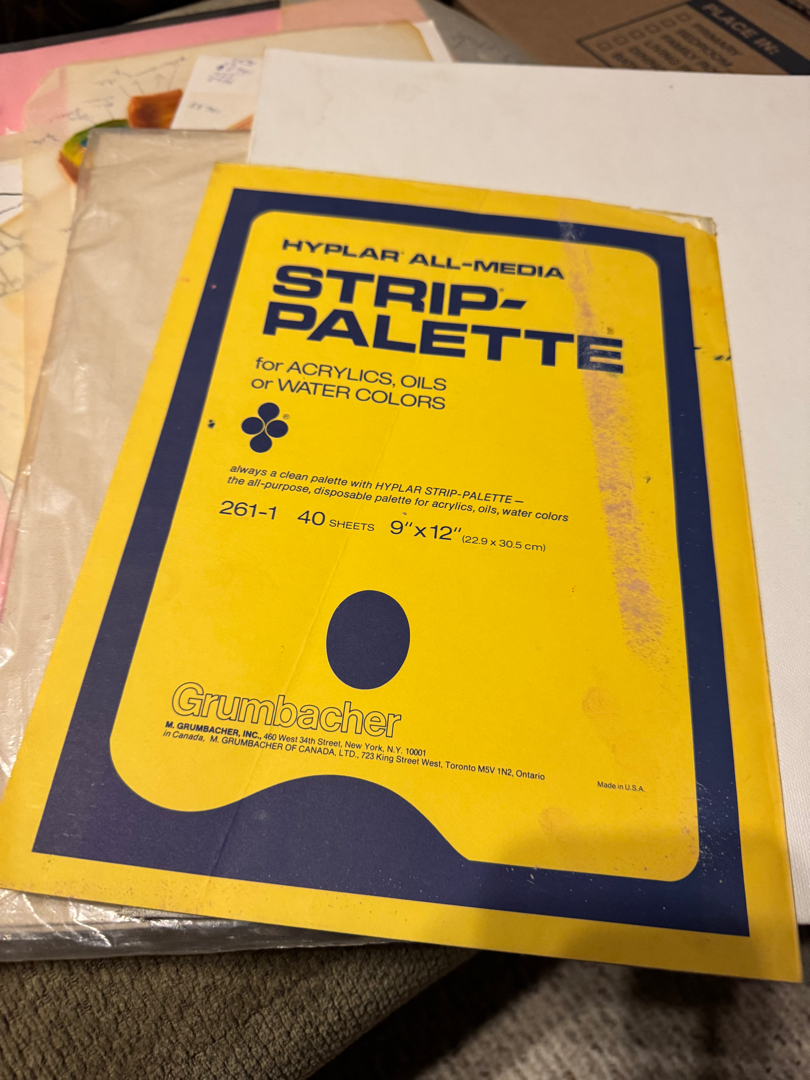 PLACE IN:
HYPLAR® ALL-MEDIA
STRIP-
PALETTE®
for ACRYLICS, OILS
or WATER COLORS
®
always a clean palette with HYPLAR STRIP-PALETTE —
the all-purpose, disposable palette for acrylics, oils, water colors
261-1 40 SHEETS 9"x12" (22.9 x 30.5 cm)
Grumbacher
M. GRUMBACHER, INC., 460 West 34th Street, New York, N.Y. 10001
in Canada, M. GRUMBACHER OF CANADA, LTD., 723 King Street West, Toronto M5V 1N2, Ontario
Made in U.S.A.